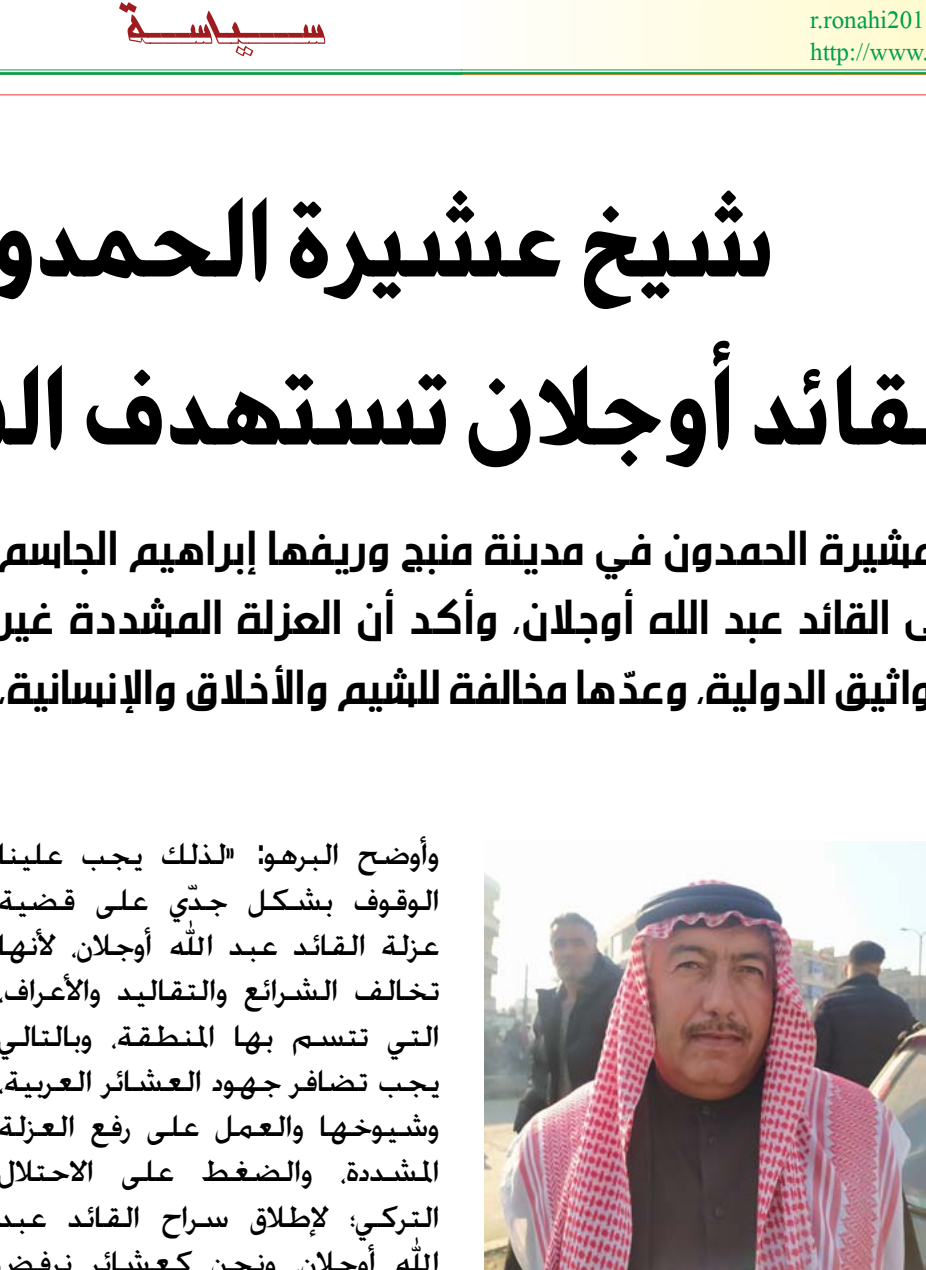 سياسة
r.ronahi201
http://www.
شيخ عشيرة الحمدو
لقائد أوجلان تستهدف
عشيرة الحمدون في مدينة منبج وريفها إبراهيم الجاسم
القائد عبد الله أوجلان، وأكد أن العزلة المشددة غير
واثيق الدولية، وعدّها مخالفة للشيم والأخلاق والإنسانية،
وأوضح البرهو: "لذلك يجب علينا
الوقوف بشكل جدّي على قضية
عزلة القائد عبد الله أوجلان، لأنها
تخالف الشرائع والتقاليد والأعراف،
التي تتسم بها المنطقة، وبالتالي
يجب تضافر جهود العشائر العربية،
وشيوخها والعمل على رفع العزلة
المشددة، والضغط على الاحتلال
التركي؛ لإطلاق سراح القائد عبد
الله أوجلان، ونحن كعشائر نرفض